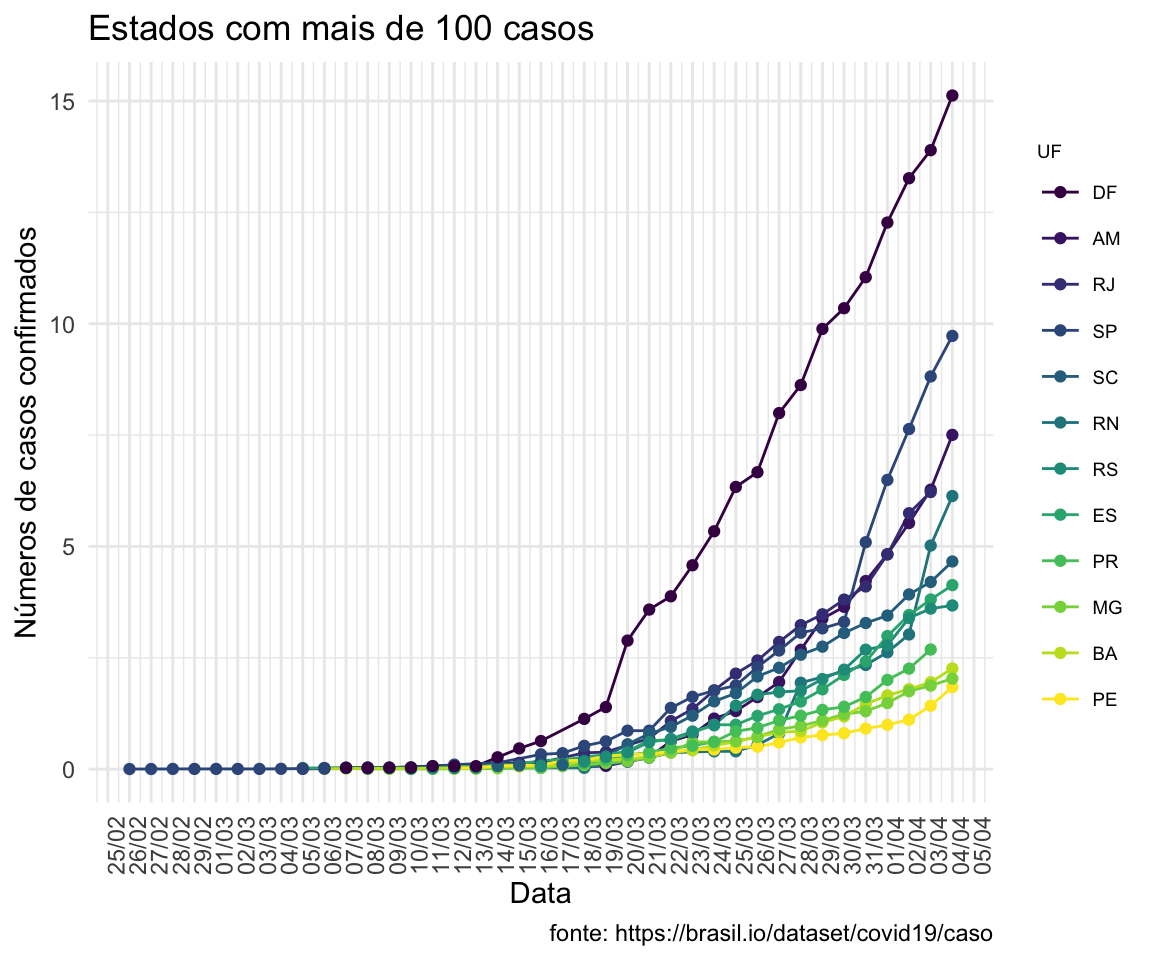 Estados com mais de 100 casos
Números de casos confirmados
15
10
5
0
25/02
26/02
27/02
28/02
29/02
01/03
02/03
03/03
04/03
05/03
06/03
07/03
08/03
09/03
10/03
11/03
12/03
13/03
14/03
15/03
16/03
17/03
18/03
19/03
20/03
21/03
22/03
23/03
24/03
25/03
26/03
27/03
28/03
29/03
30/03
31/03
01/04
02/04
03/04
04/04
05/04
Data
UF
DF
AM
RJ
SP
SC
RN
RS
ES
PR
MG
BA
PE
fonte: https://brasil.io/dataset/covid19/caso